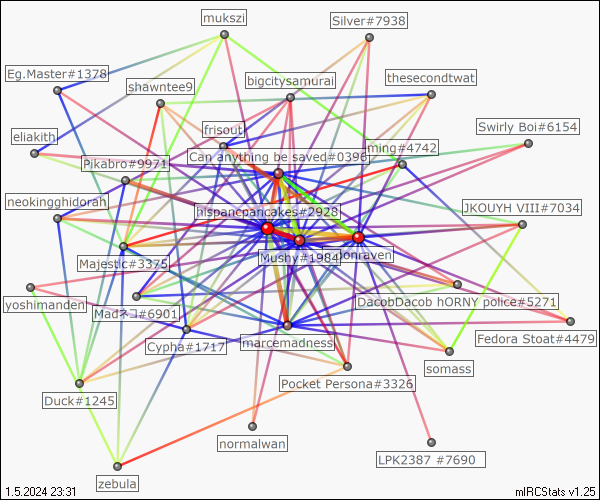 mukszi
Silver#7938
Eg.Master#1378
bigcitysamurai
thesecondtwat
shawntee9
Swirly Boi#6154
frisout
eliakith
ming#4742
Can anything be saved#0396
Pikabro#9971
neokingghidorah
hispancpancakes#2928
JKOUYH VIII#7034
Majestic#3375
Mushy#1984
jonraven
yoshimanden
Madネコ#6901
DacobDacob hORNY police#5271
Fedora Stoat#4479
Cypha#1717
marcemadness
somass
Pocket Persona#3326
Duck#1245
normalwan
LPK2387 #7690
zebula
1.5.2024 23:31
mIRCStats v1.25